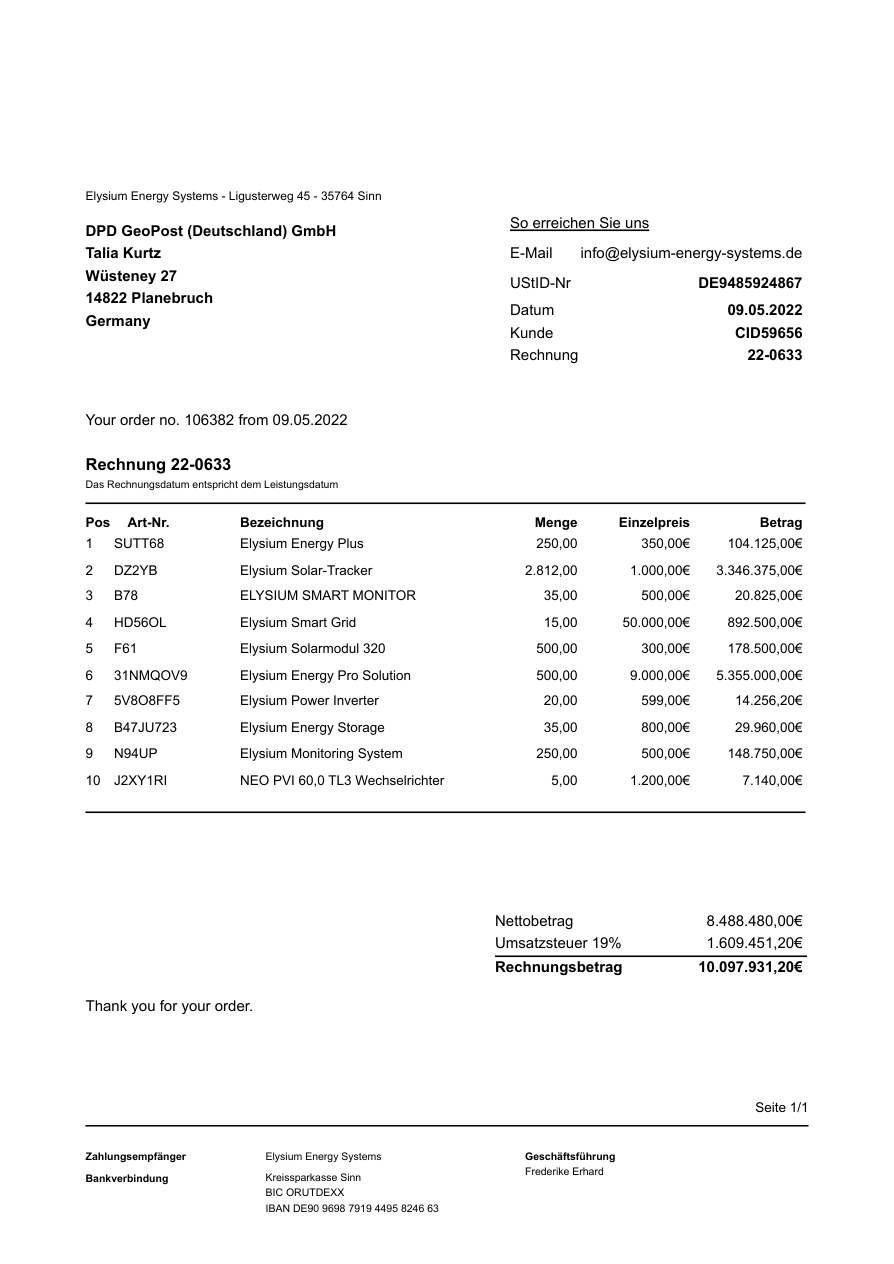 Elysium Energy Systems - Ligusterweg 45 - 35764 Sinn
DPD GeoPost (Deutschland) GmbH
Talia Kurtz
Wüsteney 27
14822 Planebruch
Germany
So erreichen Sie uns
E-Mail info@elysium-energy-systems.de
UStID-Nr DE9485924867
Datum 09.05.2022
Kunde CID59656
Rechnung 22-0633
Your order no. 106382 from 09.05.2022
Rechnung 22-0633
Das Rechnungsdatum entspricht dem Leistungsdatum
Pos Art-Nr. Bezeichnung Menge Einzelpreis Betrag
1 SUTT68 Elysium Energy Plus 250,00 350,00€ 104.125,00€
2 DZ2YB Elysium Solar-Tracker 2.812,00 1.000,00€ 3.346.375,00€
3 B78 ELYSIUM SMART MONITOR 35,00 500,00€ 20.825,00€
4 HD56OL Elysium Smart Grid 15,00 50.000,00€ 892.500,00€
5 F61 Elysium Solarmodul 320 500,00 300,00€ 178.500,00€
6 31NMQOV9 Elysium Energy Pro Solution 500,00 9.000,00€ 5.355.000,00€
7 5V8O8FF5 Elysium Power Inverter 20,00 599,00€ 14.256,20€
8 B47JU723 Elysium Energy Storage 35,00 800,00€ 29.960,00€
9 N94UP Elysium Monitoring System 250,00 500,00€ 148.750,00€
10 J2XY1RI NEO PVI 60,0 TL3 Wechselrichter 5,00 1.200,00€ 7.140,00€
Nettobetrag 8.488.480,00€
Umsatzsteuer 19% 1.609.451,20€
Rechnungsbetrag 10.097.931,20€
Thank you for your order.
Seite 1/1
Zahlungsempfänger Elysium Energy Systems
Bankverbindung Kreissparkasse Sinn
BIC ORUTDEXX
IBAN DE90 9698 7919 4495 8246 63
Geschäftsführung
Frederike Erhard